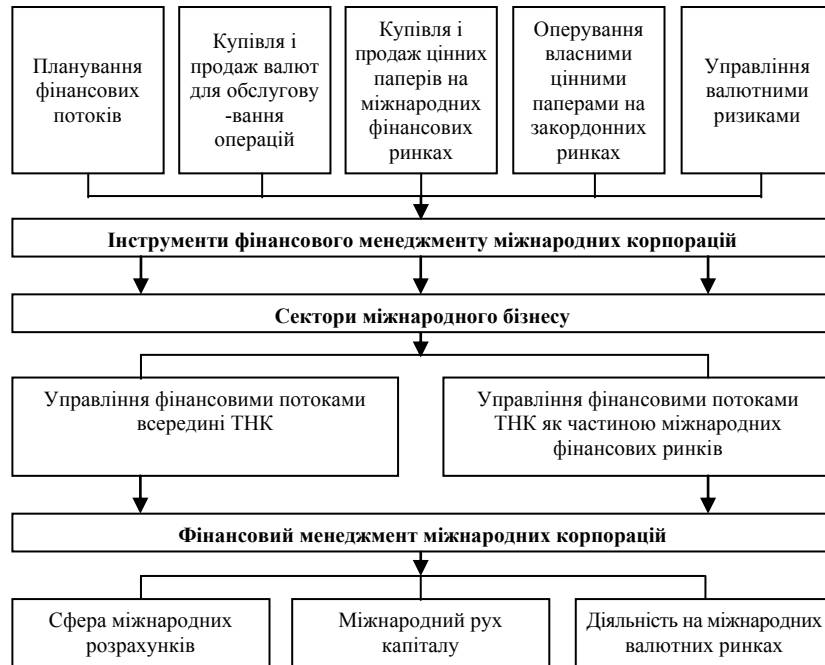 Планування
фінансових
потоків
Купівля і
продаж валют
для обслугову
-вання
операцій
Купівля і
продаж цінних
паперів на
міжнародних
фінансових
ринках
Оперування
власними
цінними
паперами на
закордонних
ринках
Управління
валютними
ризиками
Інструменти фінансового менеджменту міжнародних корпорацій
Сектори міжнародного бізнесу
Управління фінансовими потоками
всередині ТНК
Управління фінансовими потоками
ТНК як частиною міжнародних
фінансових ринків
Фінансовий менеджмент міжнародних корпорацій
Сфера міжнародних
розрахунків
Міжнародний рух
капіталу
Діяльність на міжнародних
валютних ринках